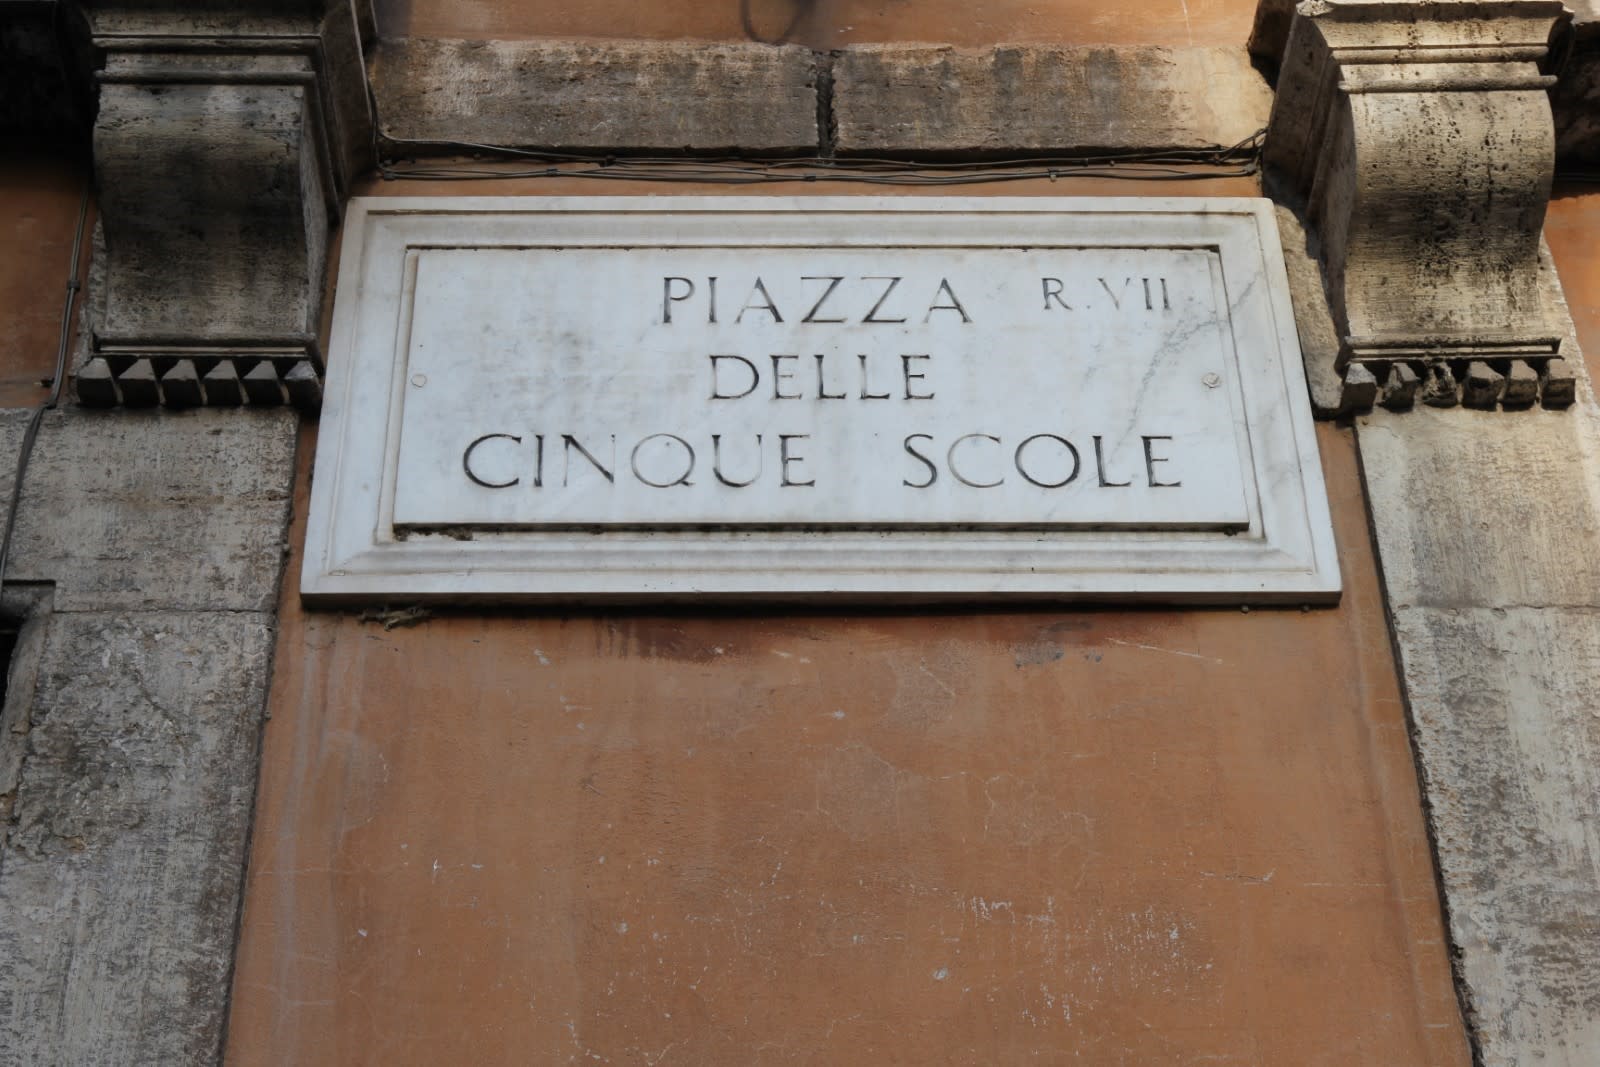 PIAZZA R. VII
DELLE
CINQUE SCOLE